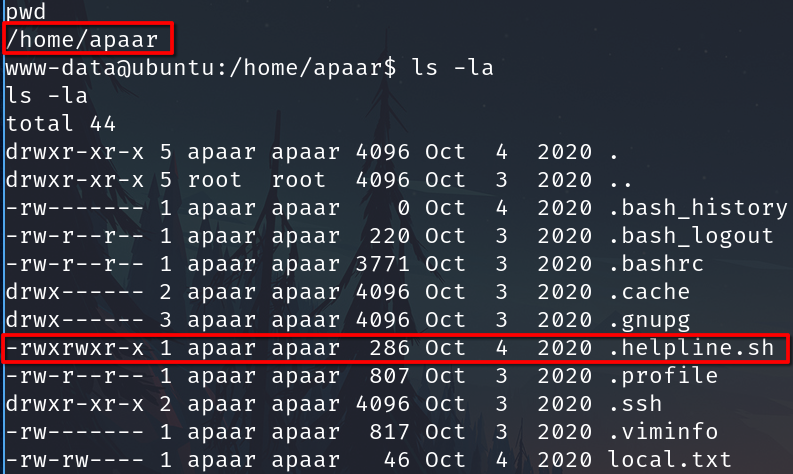 pwd
/home/apaar
www-data@ubuntu:/home/apaar$ ls -la
ls -la
total 44
drwxr-xr-x 5 apaar apaar 4096 Oct  4  2020 .
drwxr-xr-x 5 root  root  4096 Oct  3  2020 ..
-rw------- 1 apaar apaar    0 Oct  4  2020 .bash_history
-rw-r--r-- 1 apaar apaar  220 Oct  3  2020 .bash_logout
-rw-r--r-- 1 apaar apaar 3771 Oct  3  2020 .bashrc
drwx------ 2 apaar apaar 4096 Oct  3  2020 .cache
drwx------ 3 apaar apaar 4096 Oct  3  2020 .gnupg
-rwxrwxr-x 1 apaar apaar  286 Oct  4  2020 .helpline.sh
-rw-r--r-- 1 apaar apaar  807 Oct  3  2020 .profile
drwxr-xr-x 2 apaar apaar 4096 Oct  3  2020 .ssh
-rw------- 1 apaar apaar  817 Oct  3  2020 .viminfo
-rw-rw---- 1 apaar apaar   46 Oct  4  2020 local.txt